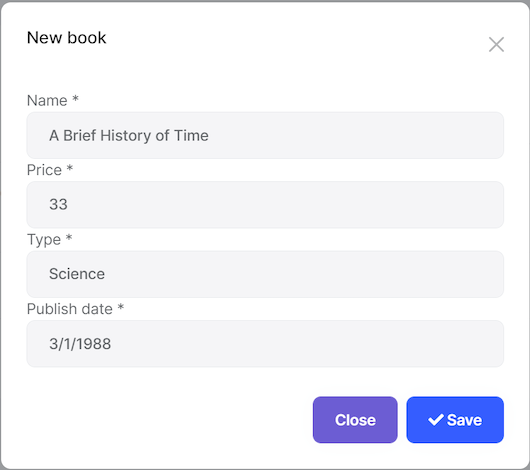 New book
Name *
A Brief History of Time
Price *
33
Type *
Science
Publish date *
3/1/1988
Close
Save